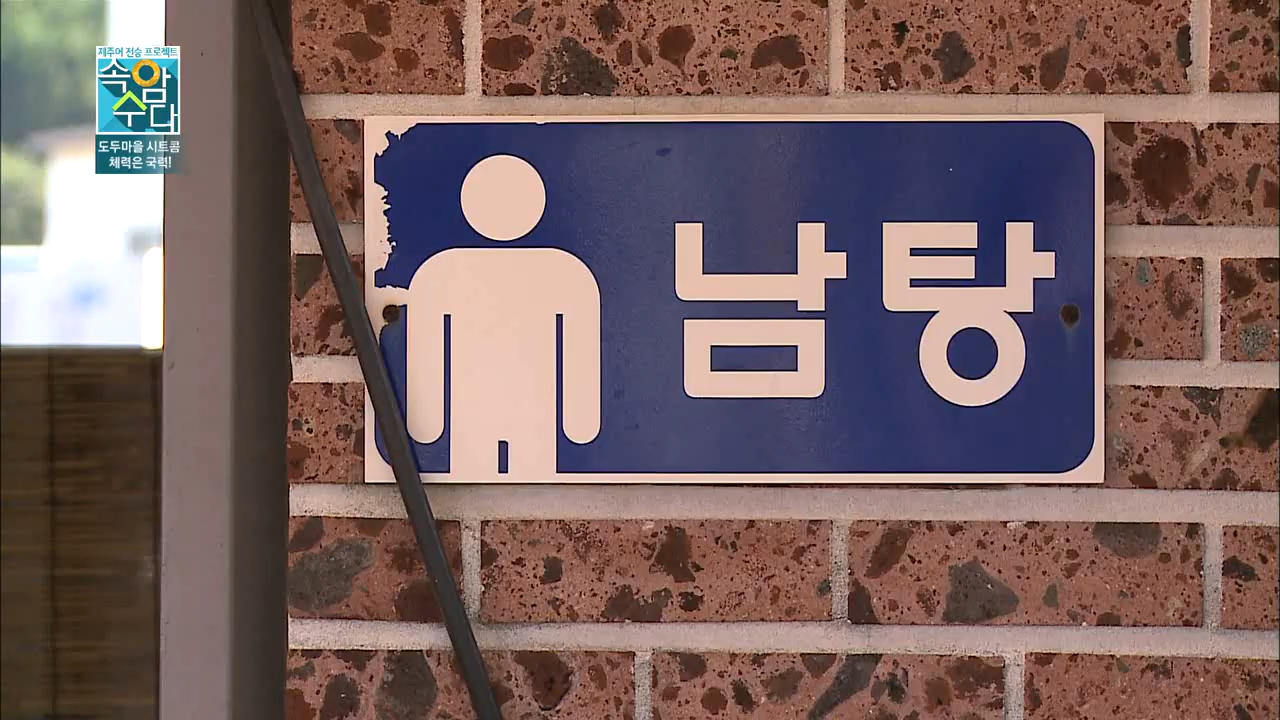 제주어 전승 프로젝트
속암
수다
도두마을 시트콤
체력은 국력!
남탕